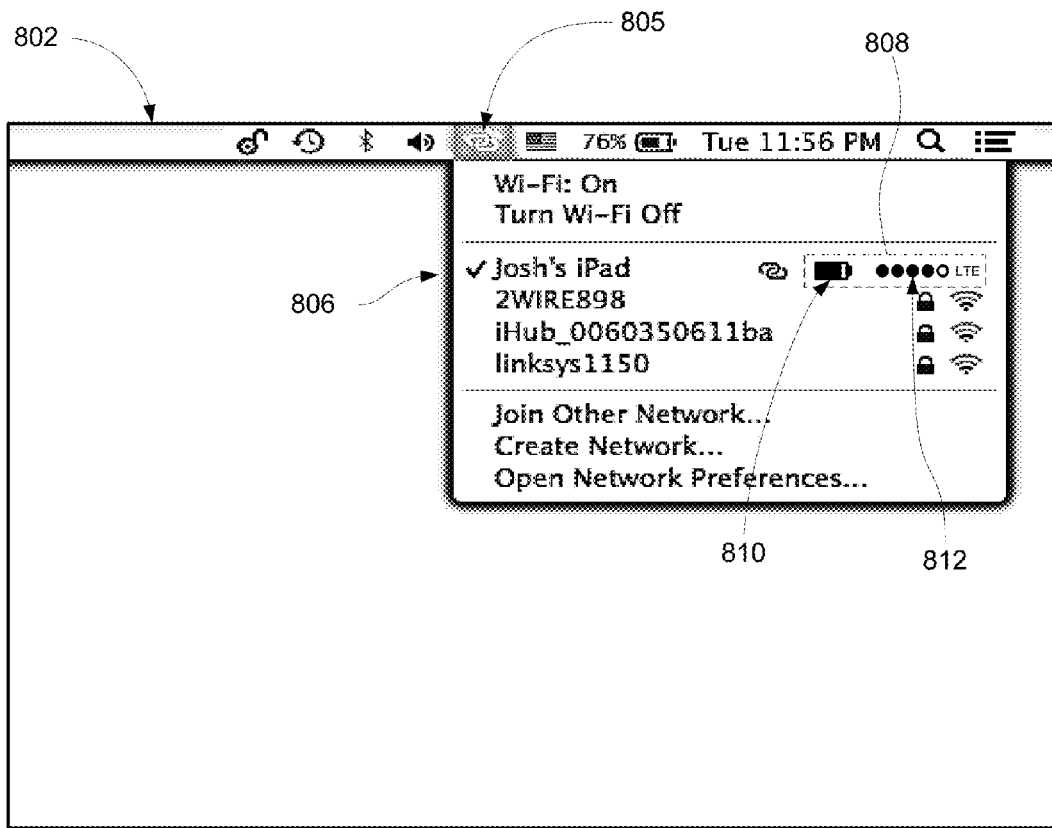 805
802
808
76% Tue 11:56 PM
Wi-Fi: On
Turn Wi-Fi Off
Josh's iPad LTE
806
2WIRE898
iHub_0060350611ba
linksys1150
Join Other Network...
Create Network...
Open Network Preferences...
810
812